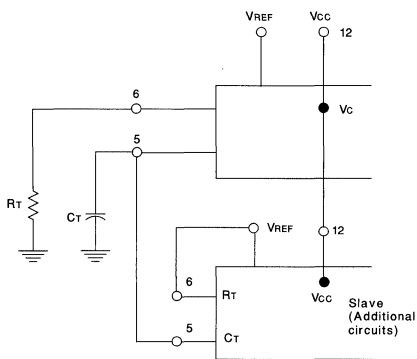 VREF
VCC
12
6
VC
5
RT
CT
VREF
12
6
RT
VCC
Slave
(Additional
circuits)
5
CT